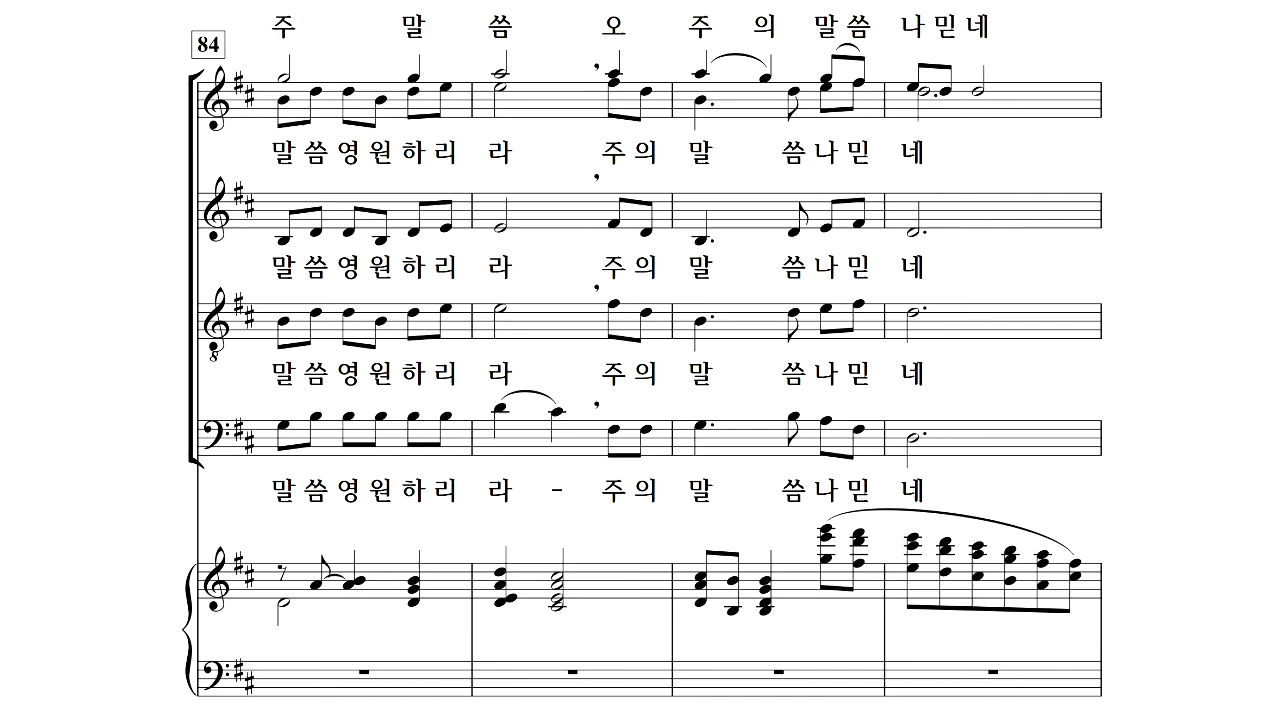 주 말 씀 오 주 의 말 씀 나 믿 네
84
말 씀 영 원 하 리 라 주 의 말 씀 나 믿 네
말 씀 영 원 하 리 라 주 의 말 씀 나 믿 네
말 씀 영 원 하 리 라 주 의 말 씀 나 믿 네
8
말 씀 영 원 하 리 라 - 주 의 말 씀 나 믿 네